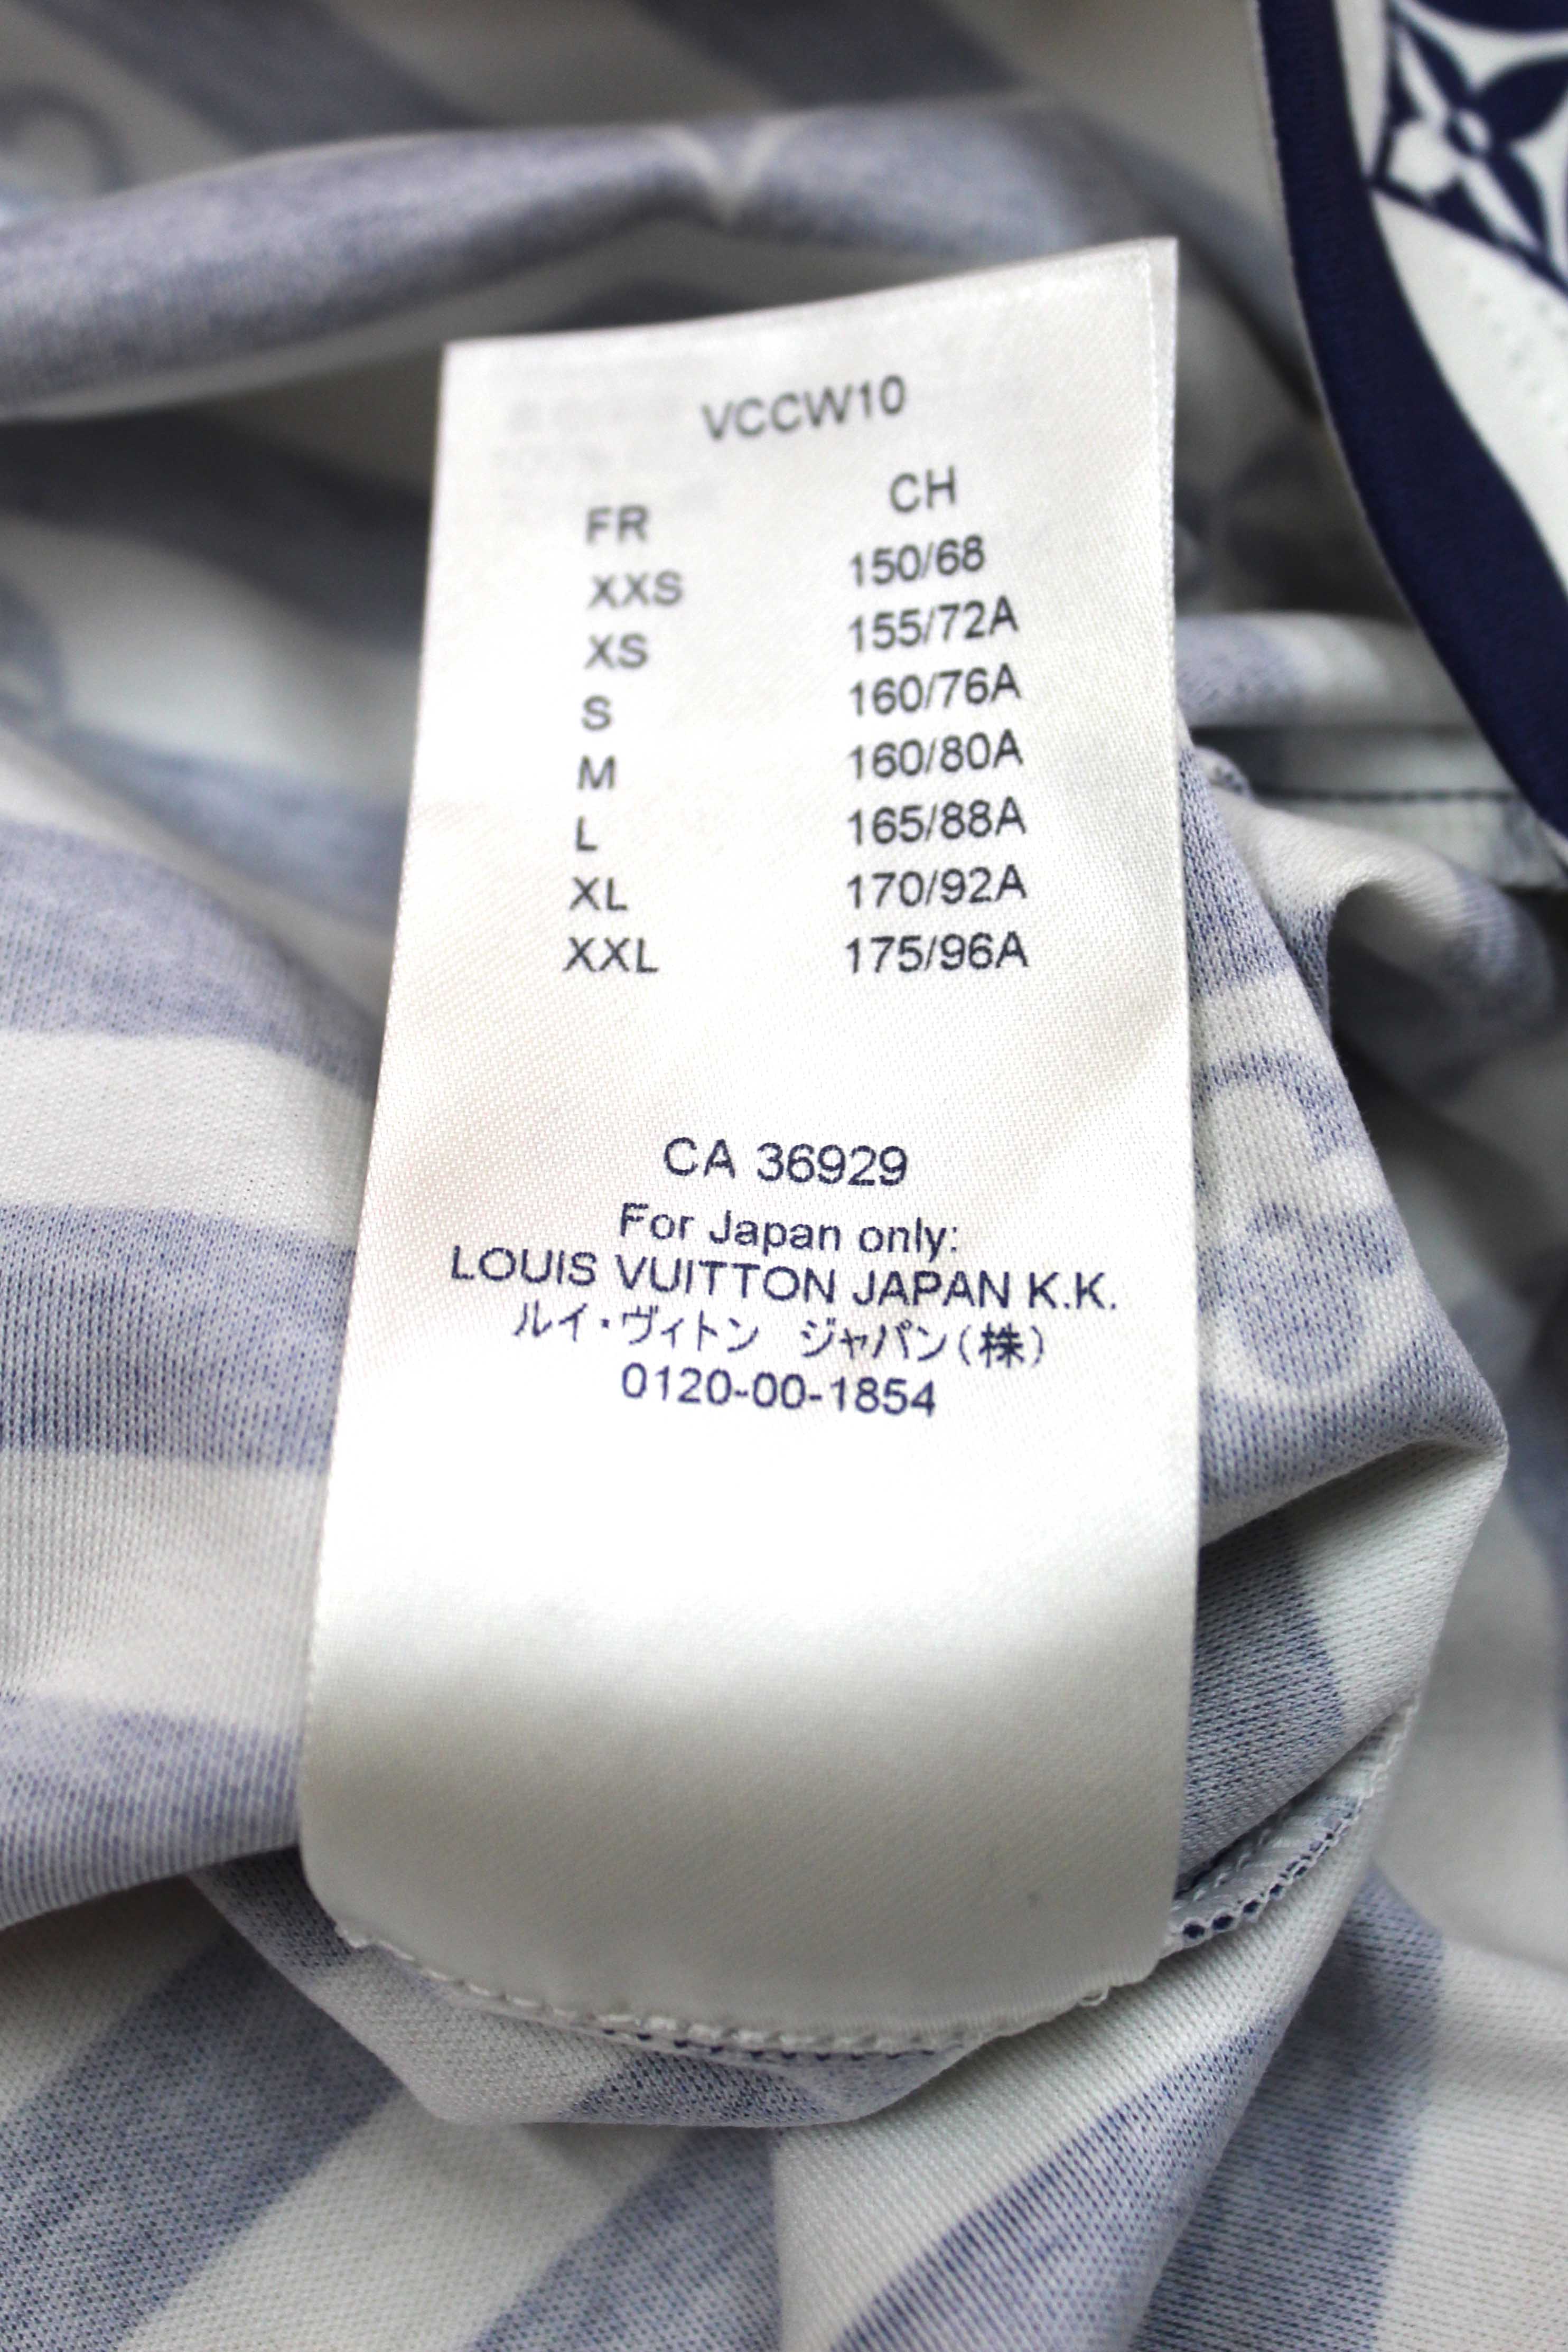 VCCW10
FR CH
XXS 150/68
XS 155/72A
S 160/76A
M 160/80A
L 165/88A
XL 170/92A
XXL 175/96A
CA 36929
For Japan only:
LOUIS VUITTON JAPAN K.K.
ルイ・ヴィトン ジャパン(株)
0120-00-1854